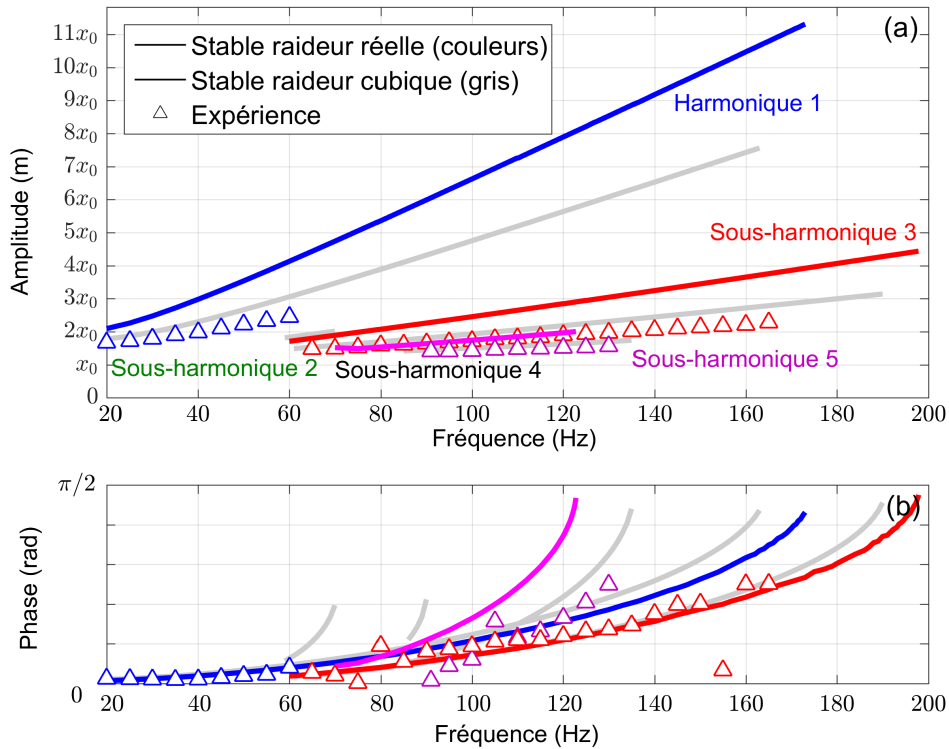 (a)
Stable raideur réelle (couleurs)
Stable raideur cubique (gris)
Expérience
Amplitude (m)
11x₀
10x₀
9x₀
8x₀
7x₀
6x₀
5x₀
4x₀
3x₀
2x₀
x₀
0
Harmonique 1
Sous-harmonique 3
Sous-harmonique 2
Sous-harmonique 4
Sous-harmonique 5
20 40 60 80 100 120 140 160 180 200
Fréquence (Hz)
(b)
Phase (rad)
π/2
0
20 40 60 80 100 120 140 160 180 200
Fréquence (Hz)